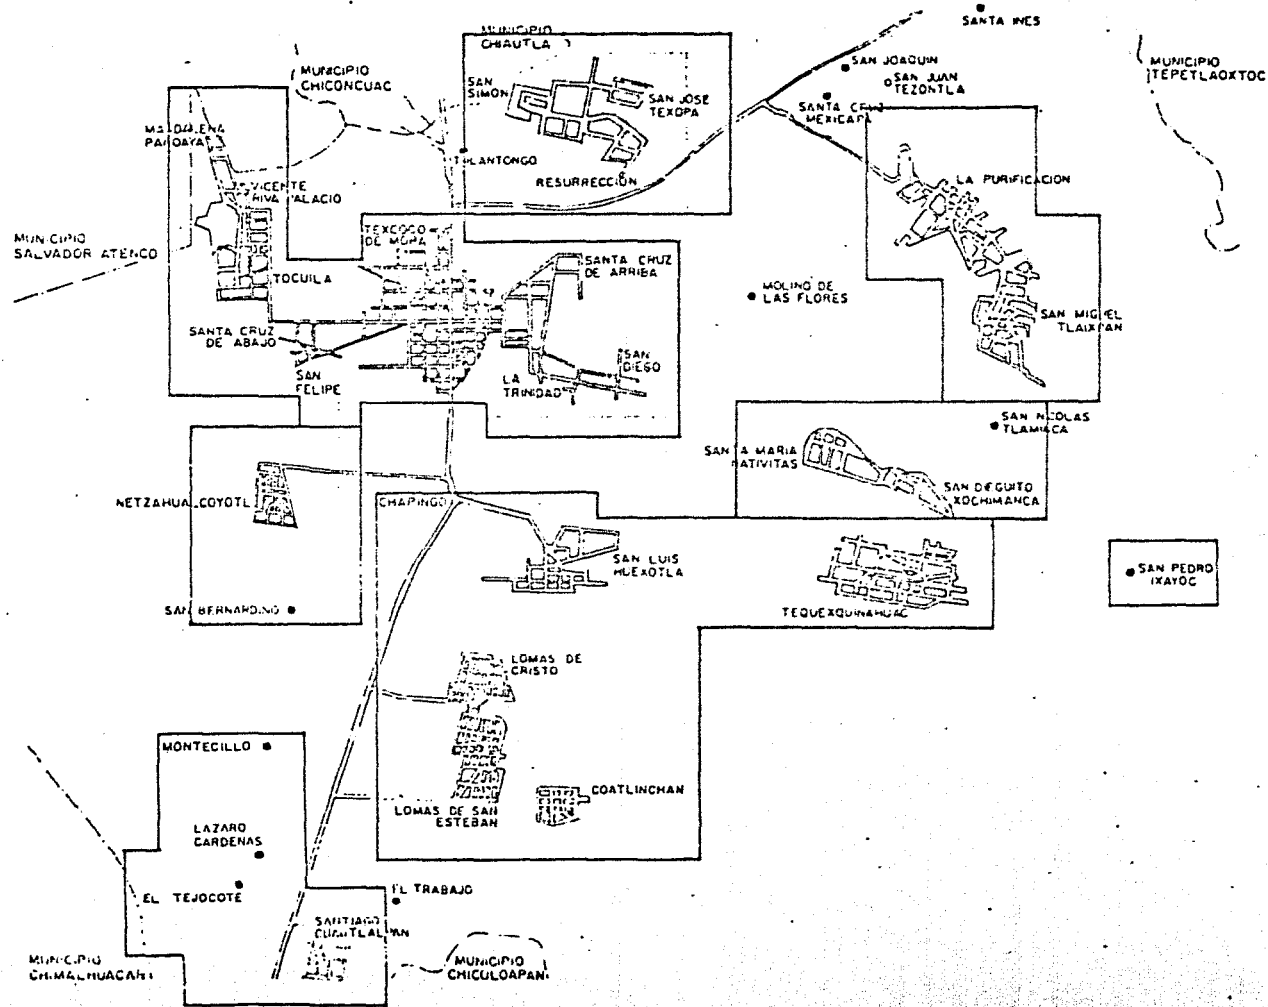 SANTA INES
MUNICIPIO
CHIAUTLA
SAN JOAQUIN
MUNICIPIO
TEPETLAOXTOC
MUNICIPIO
CHICONCUAC
SAN
SIMON
SAN JUAN
TEZONTLA
SAN JOSE
TEXOPA
SANTA CRUZ
MEXICAPA
MAGDALENA
PANOAYA
TULANTONGO
RESURRECCION
LA PURIFICACION
VICENTE
RIVA PALACIO
TEXCOCO
DE MORA
MUNICIPIO
SALVADOR ATENCO
SANTA CRUZ
DE ARRIBA
TOCUILA
MOLINO DE
LAS FLORES
SAN MIGUEL
TLAIXPAN
SANTA CRUZ
DE ABAJO
SAN
FELIPE
LA
TRINIDAD
SAN
DIEGO
SAN NICOLAS
TLAMIACA
SANTA MARIA
NATIVITAS
SAN DIEGUITO
XOCHIMANCA
NETZAHUALCOYOTL
CHAPINGO
SAN LUIS
HUEXOTLA
SAN PEDRO
IXAYOC
SAN BERNARDINO
TEQUEXQUINAHUAC
LOMAS DE
CRISTO
MONTECILLO
COATLINCHAN
LOMAS DE SAN
ESTEBAN
LAZARO
CARDENAS
EL TEJOCOTE
EL TRABAJO
SANTIAGO
CUAUTLALPAN
MUNICIPIO
CHIMALHUACAN
MUNICIPIO
CHICOLOAPAN